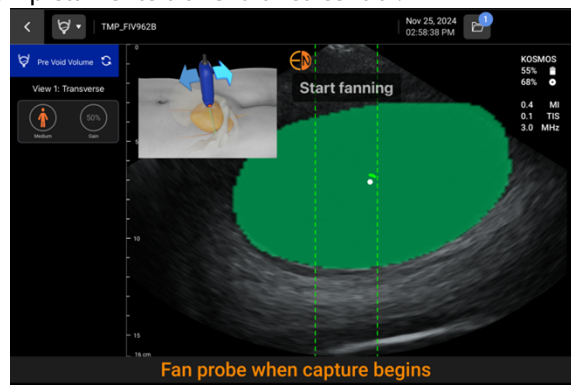 TMP_FIV962B
Nov 25, 2024
02:58:38 PM
1
Pre Void Volume
View 1: Transverse
Medium
50%
Gain
Start fanning
KOSMOS
55%
68%
0.4 MI
0.1 TIS
3.0 MHz
0
5
10
15
16 cm
Fan probe when capture begins